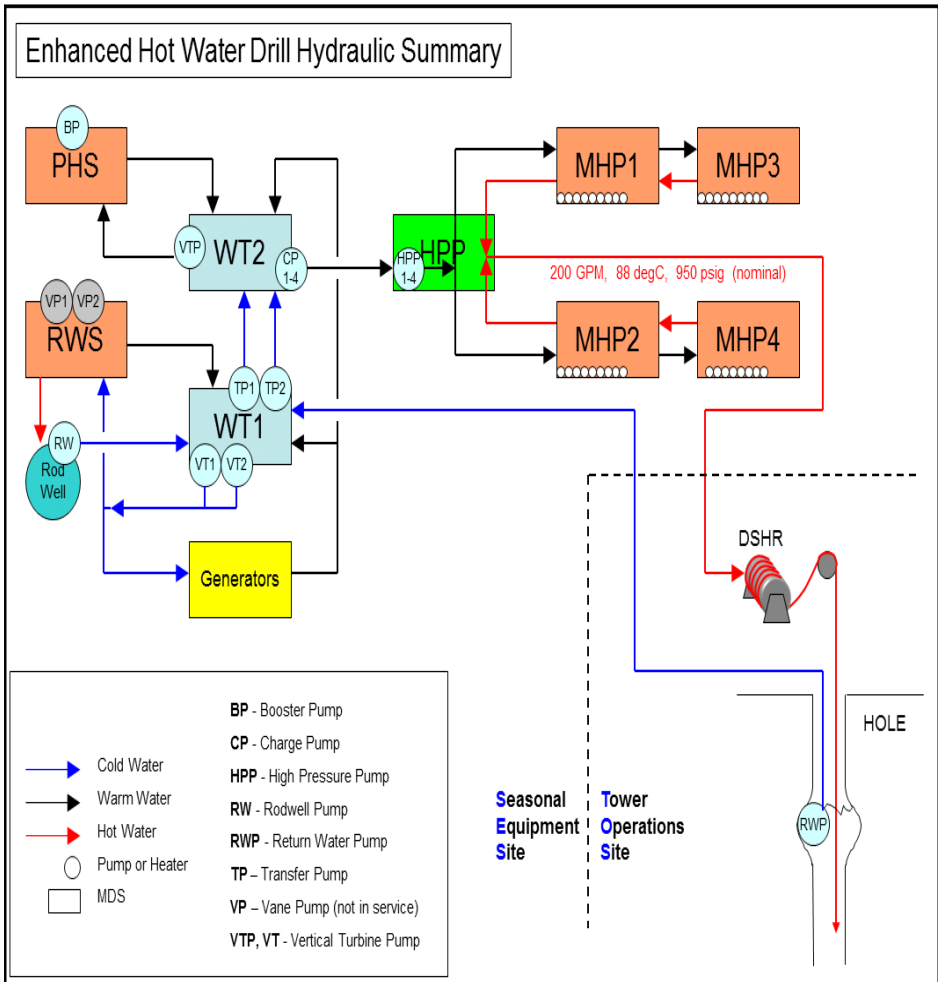 Enhanced Hot Water Drill Hydraulic Summary
BP
PHS
MHP1
MHP3
VTP
WT2
CP
1-4
HPP
1-4
HPP
200 GPM, 88 degC, 950 psig (nominal)
VP1
VP2
RWS
MHP2
MHP4
TP1
TP2
WT1
RW
Rod
Well
VT1
VT2
Generators
DSHR
HOLE
RWP
Seasonal
Equipment
Site
Tower
Operations
Site
Cold Water
Warm Water
Hot Water
Pump or Heater
MDS
BP - Booster Pump
CP - Charge Pump
HPP - High Pressure Pump
RW - Rodwell Pump
RWP - Return Water Pump
TP – Transfer Pump
VP – Vane Pump (not in service)
VTP, VT - Vertical Turbine Pump